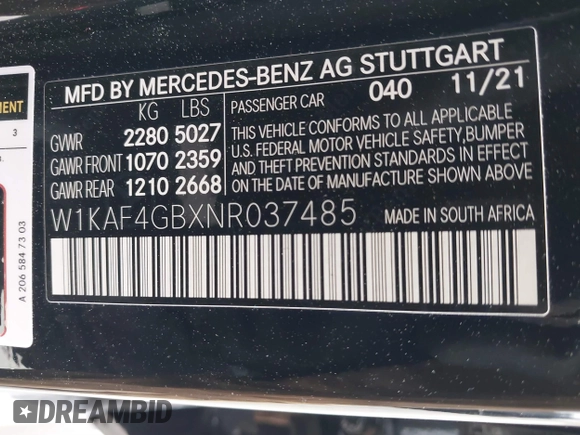 MFD BY MERCEDES-BENZ AG STUTTGART
KG LBS
GVWR 2280 5027
GAWR FRONT 1070 2359
GAWR REAR 1210 2668
PASSENGER CAR 040 11/21
THIS VEHICLE CONFORMS TO ALL APPLICABLE
U.S. FEDERAL MOTOR VEHICLE SAFETY, BUMPER
AND THEFT PREVENTION STANDARDS IN EFFECT
ON THE DATE OF MANUFACTURE SHOWN ABOVE.
W1KAF4GBXNR037485 MADE IN SOUTH AFRICA
3
A 206 584 73 03
DREAMBID